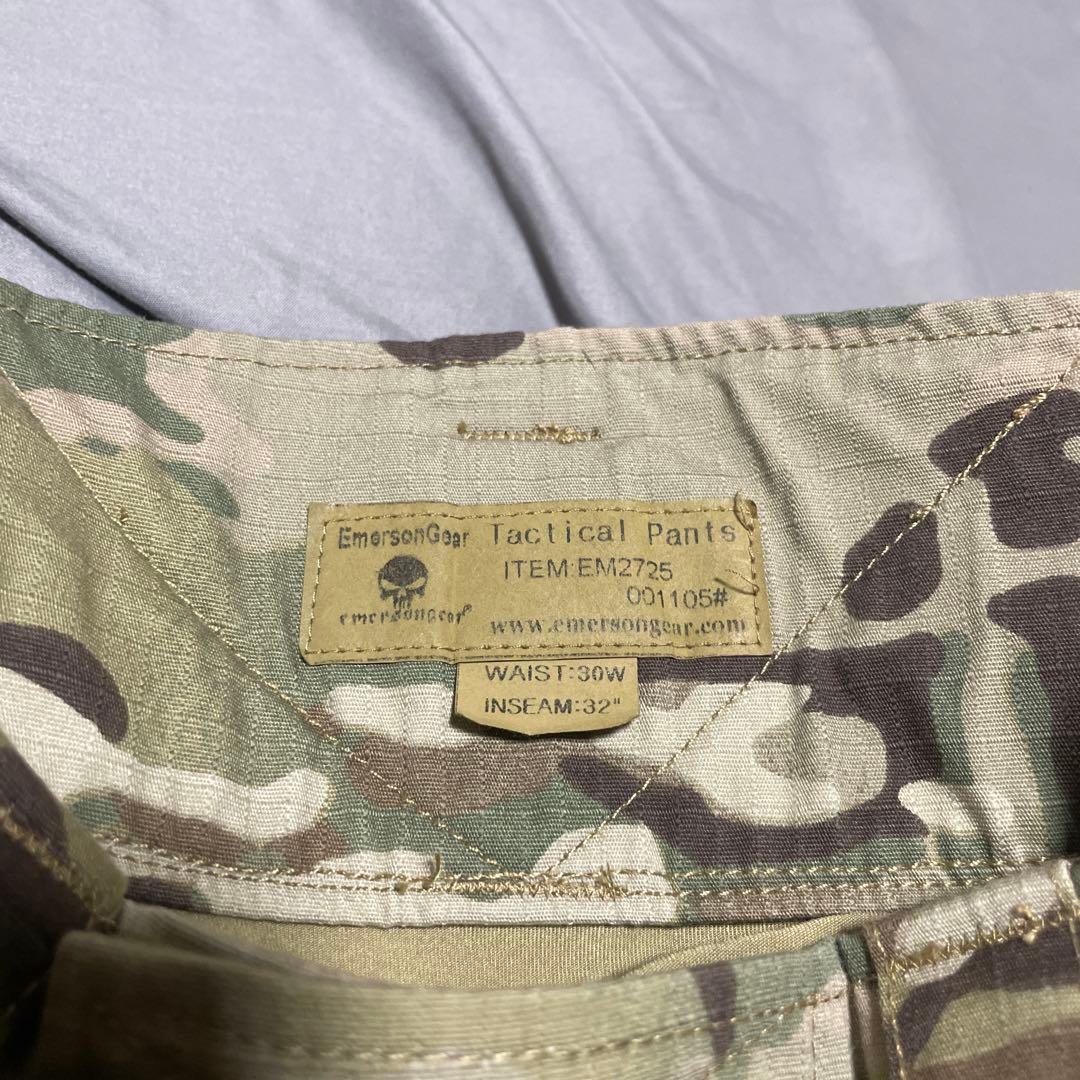 EmersonGear Tactical Pants
ITEM:EM2725
001105#
emersongear®
www.emersongear.com
WAIST:30W
INSEAM:32"